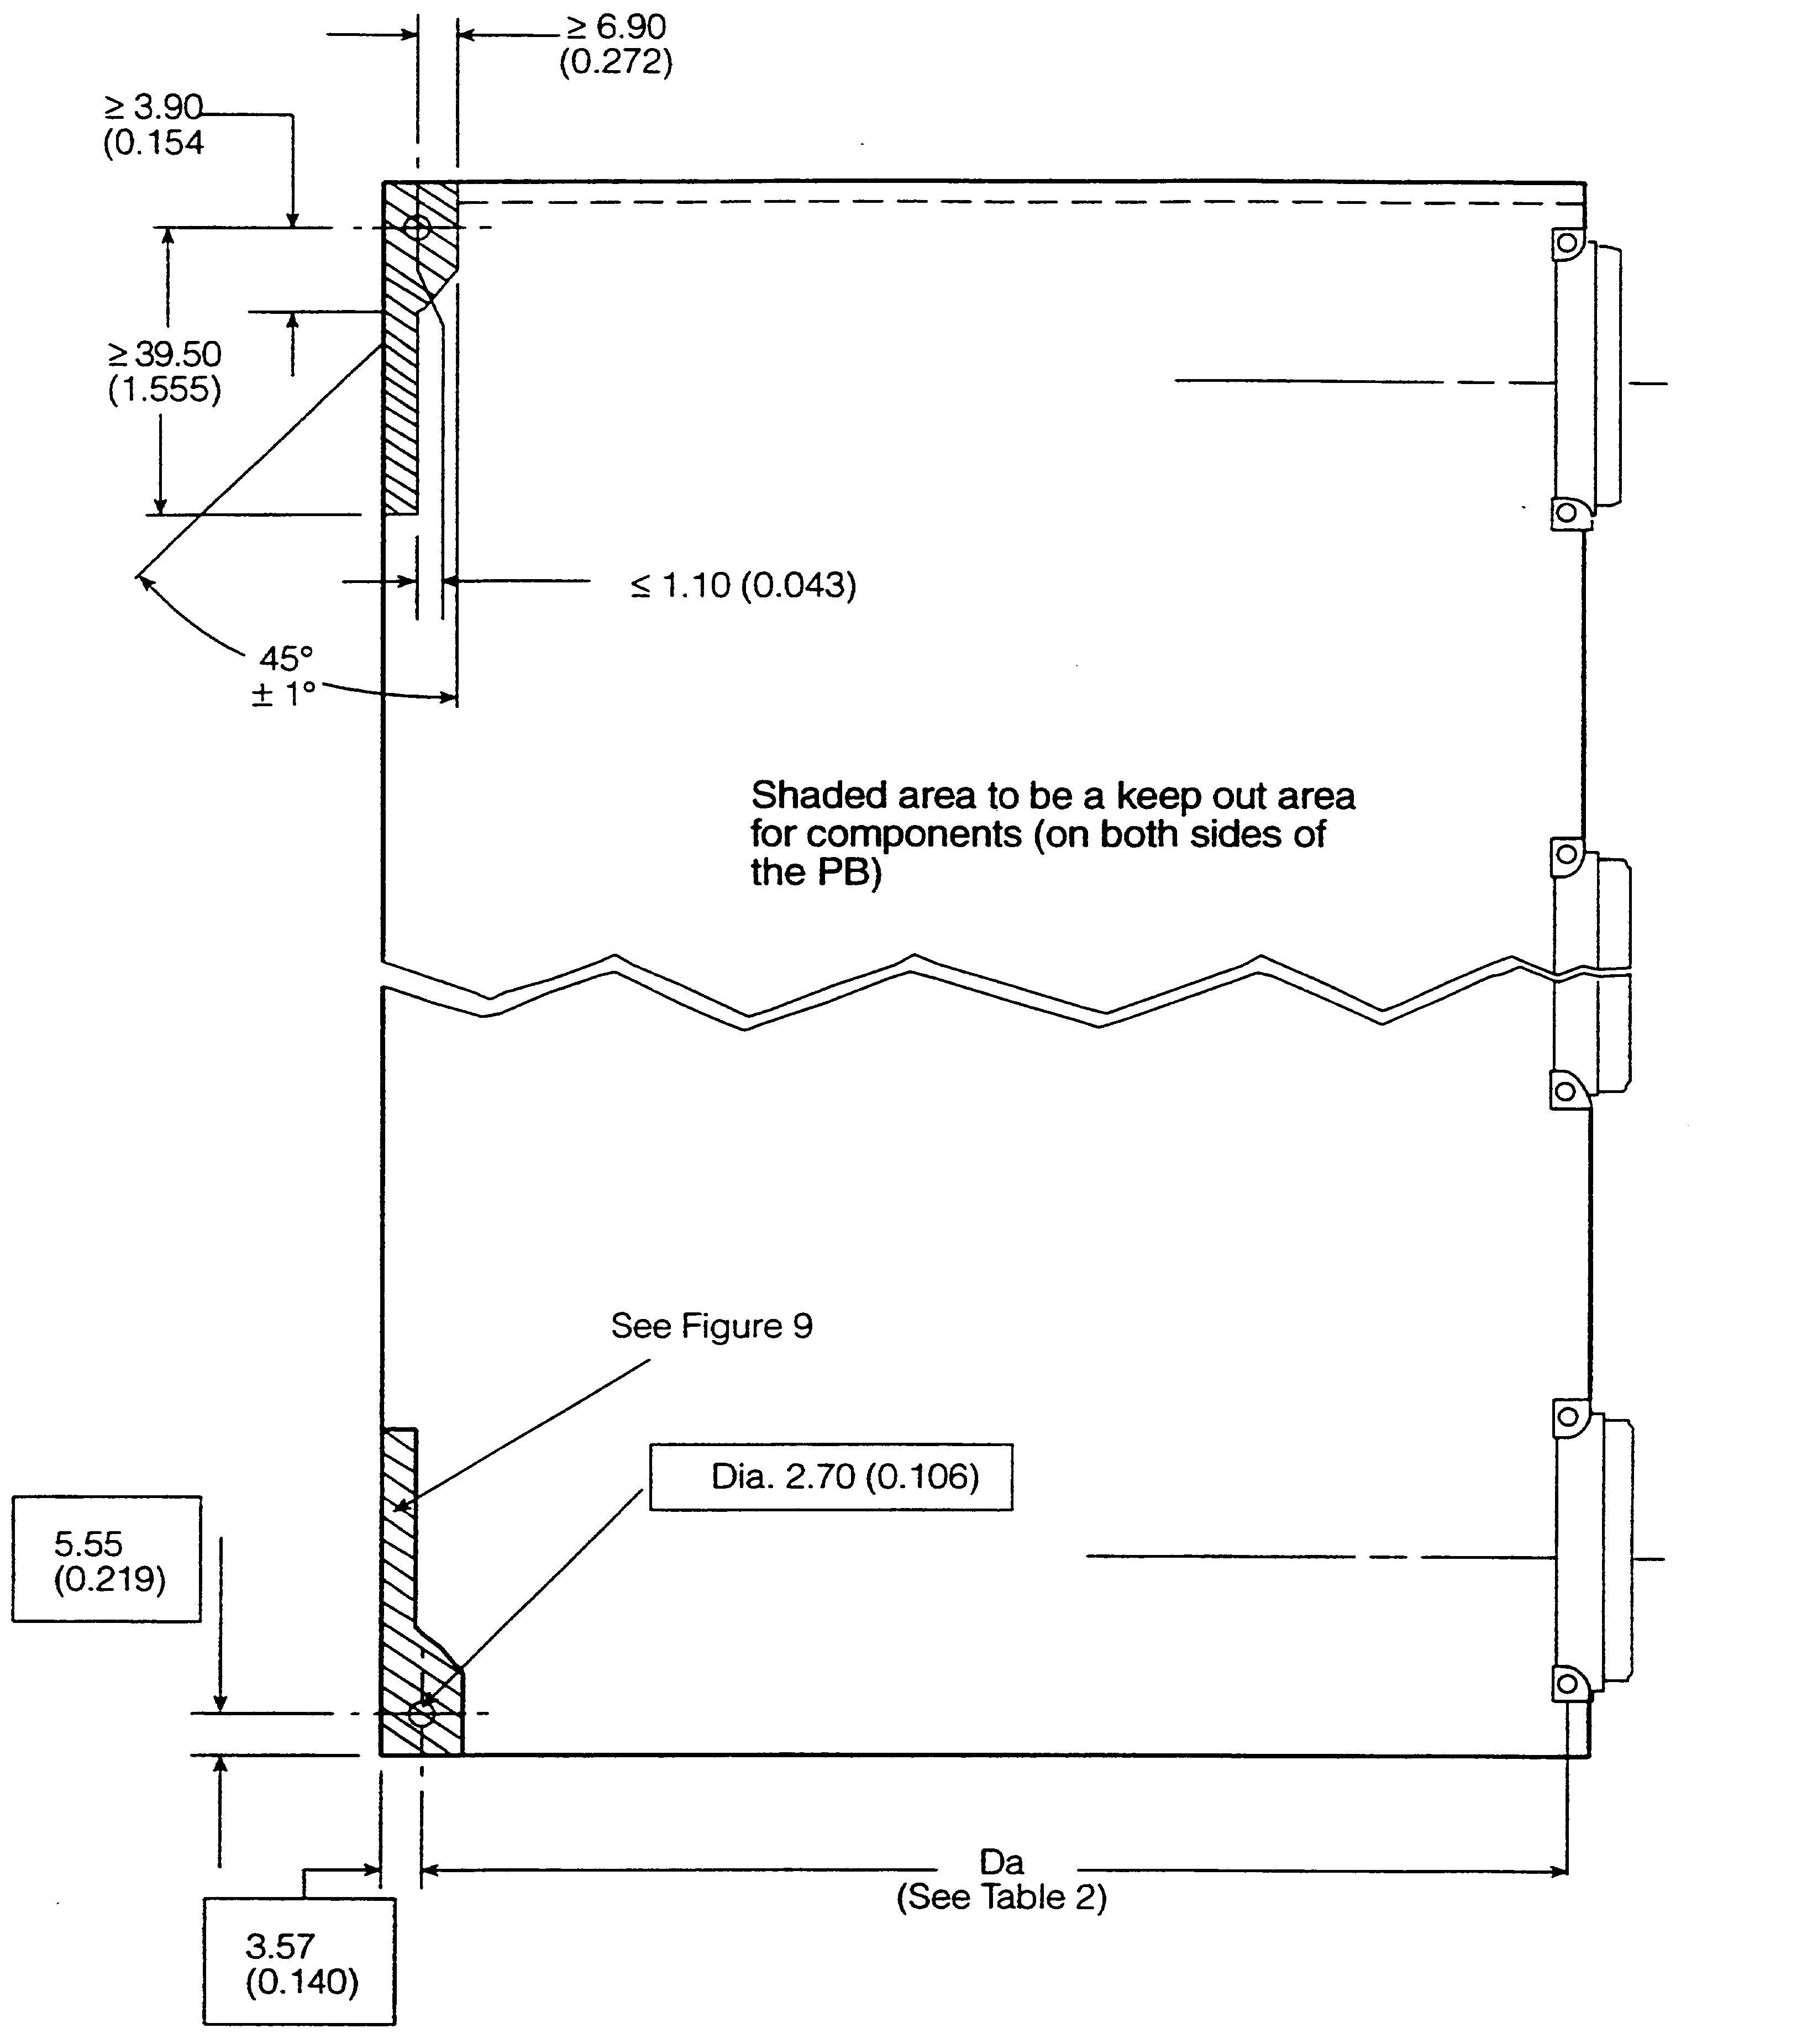 ≥ 6.90
(0.272)
≥ 3.90
(0.154
≥ 39.50
(1.555)
≤ 1.10 (0.043)
45°
± 1°
Shaded area to be a keep out area
for components (on both sides of
the PB)
See Figure 9
Dia. 2.70 (0.106)
5.55
(0.219)
Da
(See Table 2)
3.57
(0.140)